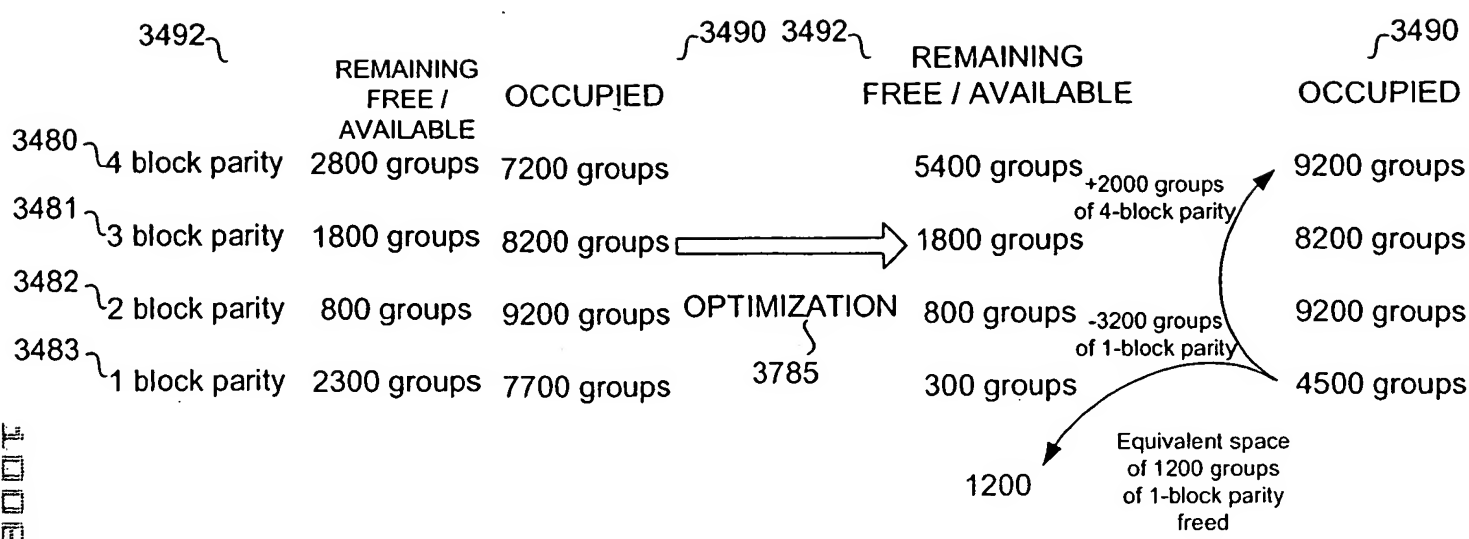 3492
3490 3492
3490
REMAINING
FREE /
AVAILABLE
OCCUPIED
REMAINING
FREE / AVAILABLE
OCCUPIED
3480
4 block parity 2800 groups 7200 groups 5400 groups 9200 groups
+2000 groups
of 4-block parity
3481
3 block parity 1800 groups 8200 groups 1800 groups 8200 groups
3482
2 block parity 800 groups 9200 groups OPTIMIZATION 800 groups 9200 groups
-3200 groups
of 1-block parity
3483
1 block parity 2300 groups 7700 groups 3785 300 groups 4500 groups
1200
Equivalent space
of 1200 groups
of 1-block parity
freed